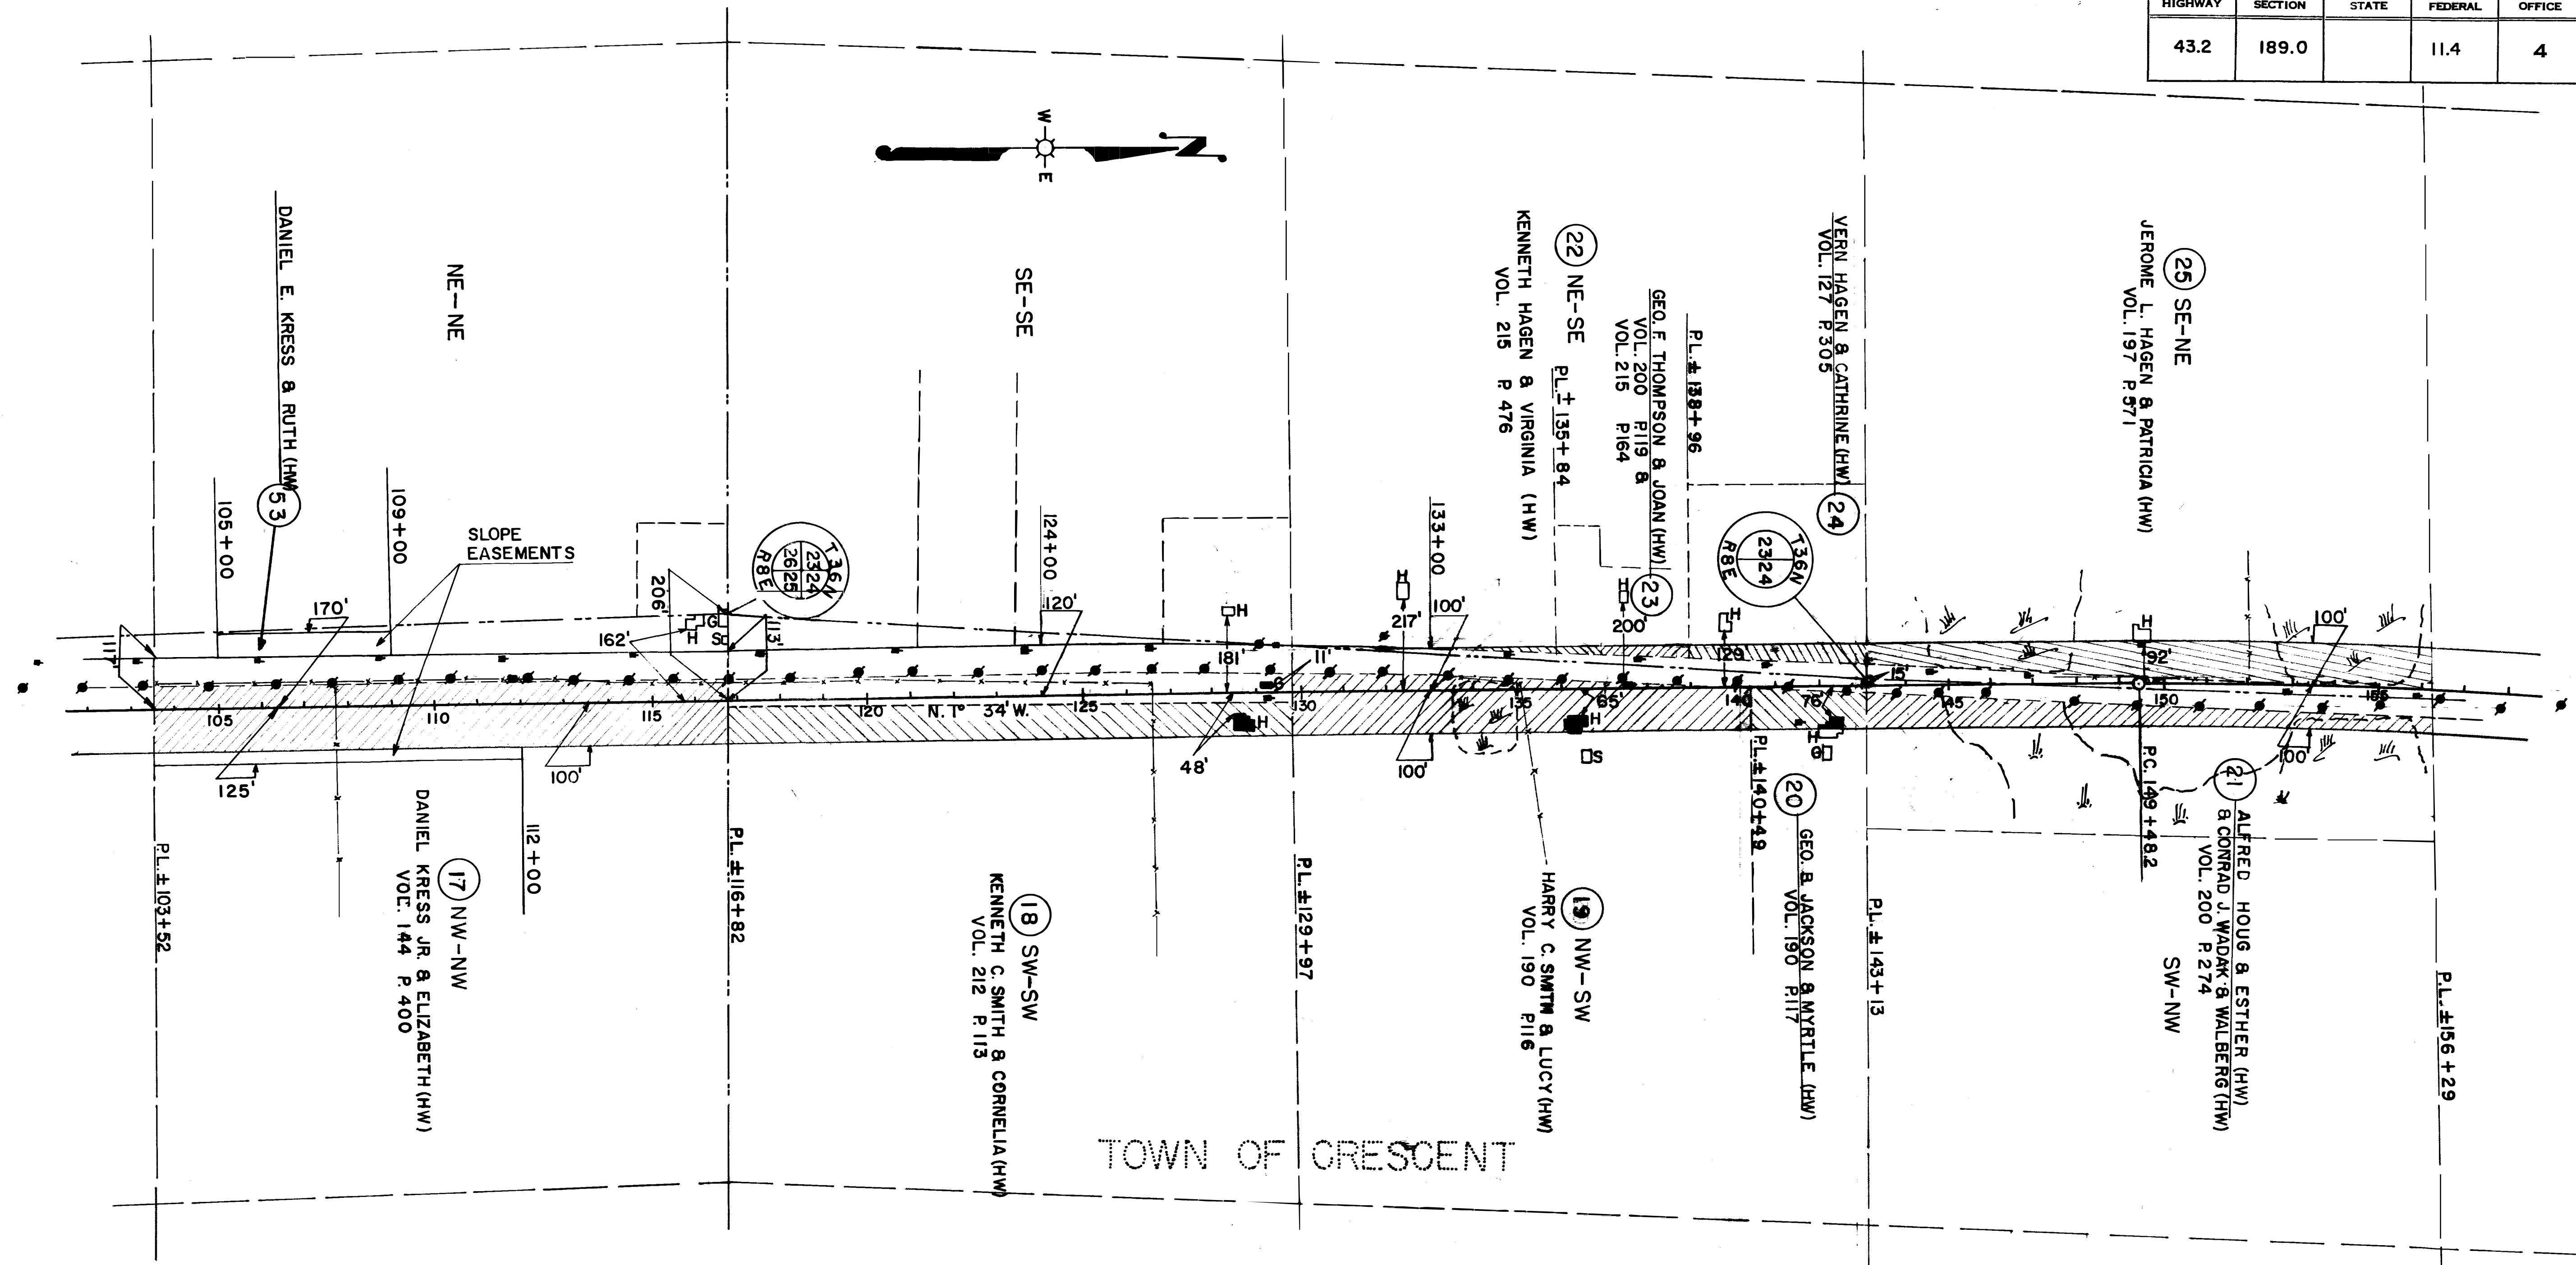 HIGHWAY SECTION STATE FEDERAL OFFICE
43.2 189.0 11.4 4
W
N
E
DANIEL E. KRESS & RUTH (HW)
53
NE-NE
105+00
109+00
SLOPE
EASEMENTS
170'
117'
206'
162'
H
G
S
113'
T36N
23 24
26 25
R8E
SE-SE
124+00
120'
H
181'
11'
G
H
217'
133+00
100'
22 NE-SE
KENNETH HAGEN & VIRGINIA (HW)
VOL. 215 P. 476
P.L. ± 135+84
GEO. F. THOMPSON & JOAN (HW)
VOL. 200 P.119 &
VOL. 215 P.164
23
H
200'
P.L. ± 138+96
H
129'
VERN HAGEN & CATHRINE (HW)
VOL. 127 P.305
24
T36N
23 24
R8E
15'
25 SE-NE
JEROME L. HAGEN & PATRICIA (HW)
VOL. 197 P.571
H
92'
100'
105
110
115
120
N. 1° 34' W.
125
130
135
65'
140
76'
145
150
155
125'
100'
48'
H
100'
H
S
H
G
100'
P.L. ± 103+52
DANIEL KRESS JR. & ELIZABETH (HW)
VOL. 144 P. 400
17 NW-NW
112+00
P.L. ± 116+82
18 SW-SW
KENNETH C. SMITH & CORNELIA (HW)
VOL. 212 P.113
P.L. ± 129+97
19 NW-SW
HARRY C. SMITH & LUCY (HW)
VOL. 190 P.116
P.L. ± 140+49
20
GEO. B. JACKSON & MYRTLE (HW)
VOL. 190 P.117
P.L. ± 143+13
P.C. 149+48.2
21
ALFRED HOUG & ESTHER (HW)
& CONRAD J. WADAK & WALBERG (HW)
VOL. 200 P.274
SW-NW
P.L. ± 156+29
TOWN OF CRESCENT